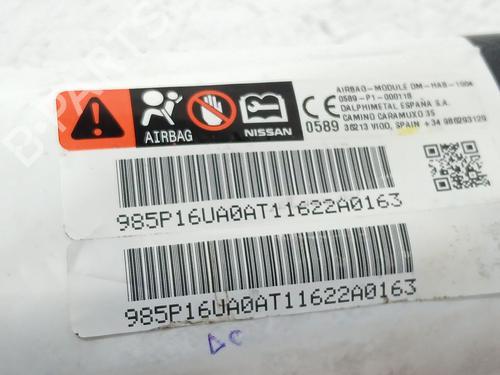 AIRBAG
NISSAN
0589
AIRBAG-MODULE DM-HAB-1004
0589-P1-000118
DALPHIMETAL ESPAÑA S.A.
CAMINO CARAMUXO 35
36213 VIGO, SPAIN +34 986293129
985P16UA0AT11622A0163
985P16UA0AT11622A0163